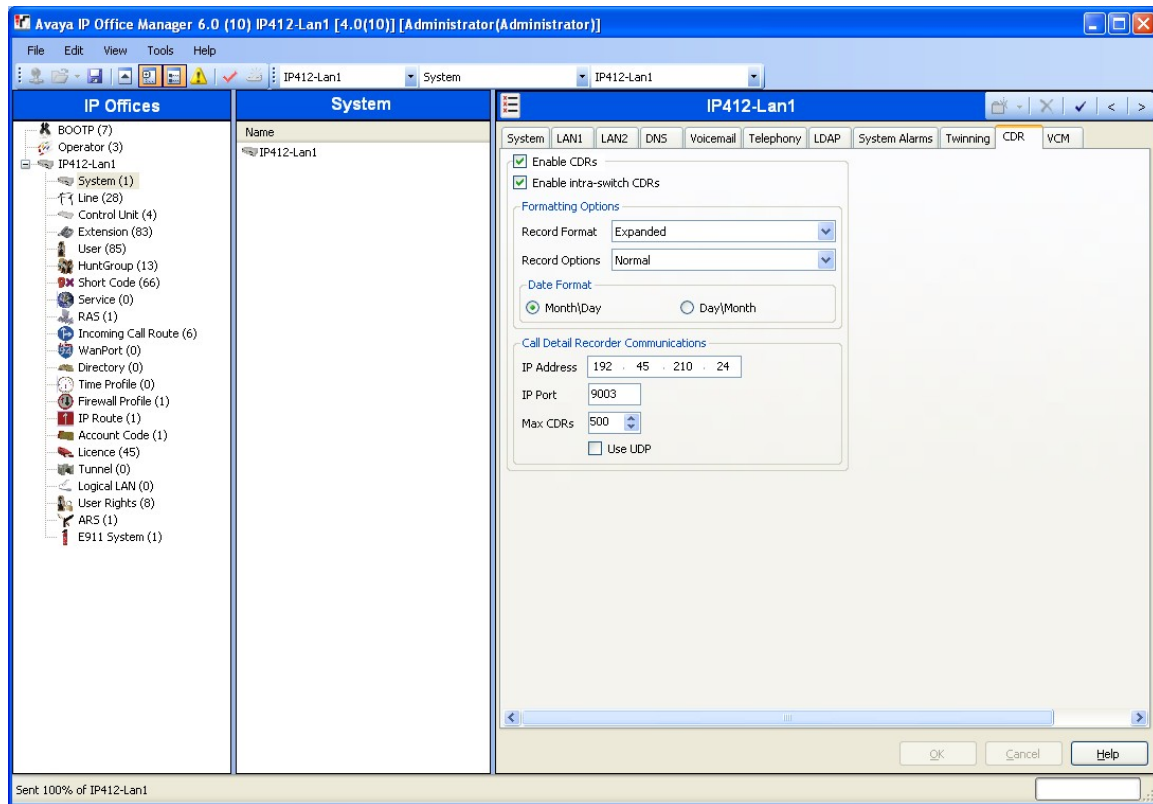 Avaya IP Office Manager 6.0 (10) IP412-Lan1 [4.0(10)] [Administrator(Administrator)]
File Edit View Tools Help
IP412-Lan1 System IP412-Lan1
IP Offices
BOOTP (7)
Operator (3)
IP412-Lan1
System (1)
Line (28)
Control Unit (4)
Extension (83)
User (85)
HuntGroup (13)
Short Code (66)
Service (0)
RAS (1)
Incoming Call Route (6)
WanPort (0)
Directory (0)
Time Profile (0)
Firewall Profile (1)
IP Route (1)
Account Code (1)
Licence (45)
Tunnel (0)
Logical LAN (0)
User Rights (8)
ARS (1)
E911 System (1)
System
Name
IP412-Lan1
IP412-Lan1
System LAN1 LAN2 DNS Voicemail Telephony LDAP System Alarms Twinning CDR VCM
Enable CDRs
Enable intra-switch CDRs
Formatting Options
Record Format Expanded
Record Options Normal
Date Format
Month\Day Day\Month
Call Detail Recorder Communications
IP Address 192 . 45 . 210 . 24
IP Port 9003
Max CDRs 500
Use UDP
OK Cancel Help
Sent 100% of IP412-Lan1